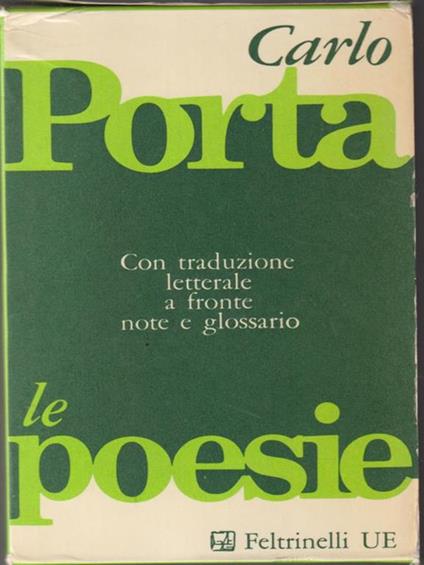 Carlo
Porta
Con traduzione
letterale
a fronte
note e glossario
le
poesie
Feltrinelli UE